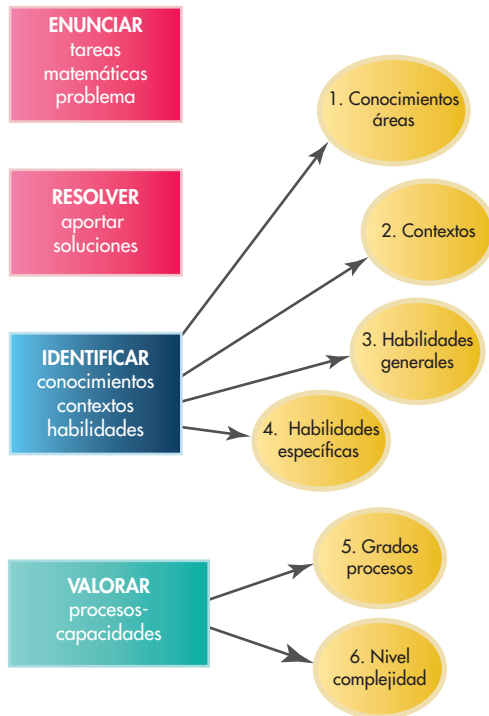 ENUNCIAR
tareas
matemáticas
problema
1. Conocimientos
áreas
RESOLVER
aportar
soluciones
2. Contextos
IDENTIFICAR
conocimientos
contextos
habilidades
3. Habilidades
generales
4. Habilidades
específicas
VALORAR
procesos-
capacidades
5. Grados
procesos
6. Nivel
complejidad